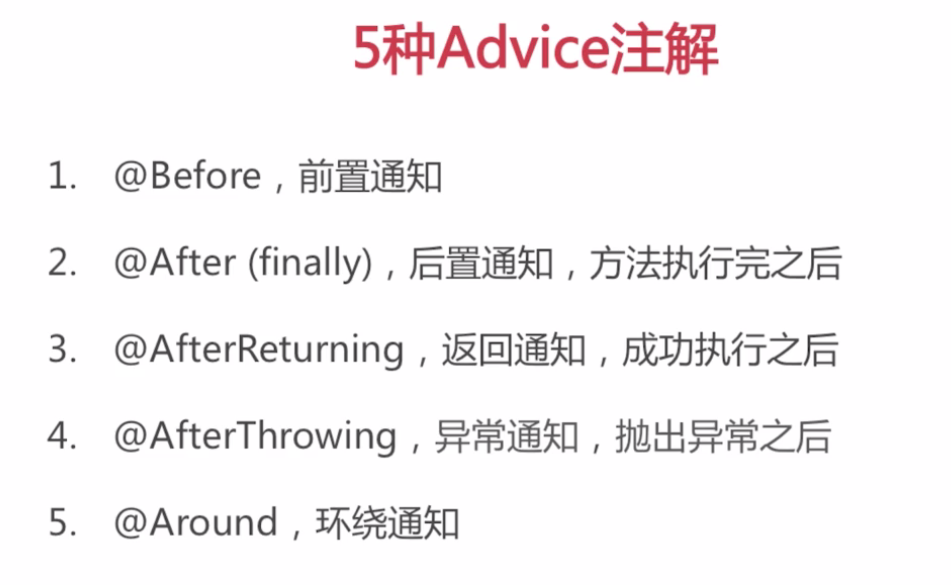 5种Advice注解
1. @Before，前置通知
2. @After (finally)，后置通知，方法执行完之后
3. @AfterReturning，返回通知，成功执行之后
4. @AfterThrowing，异常通知，抛出异常之后
5. @Around，环绕通知